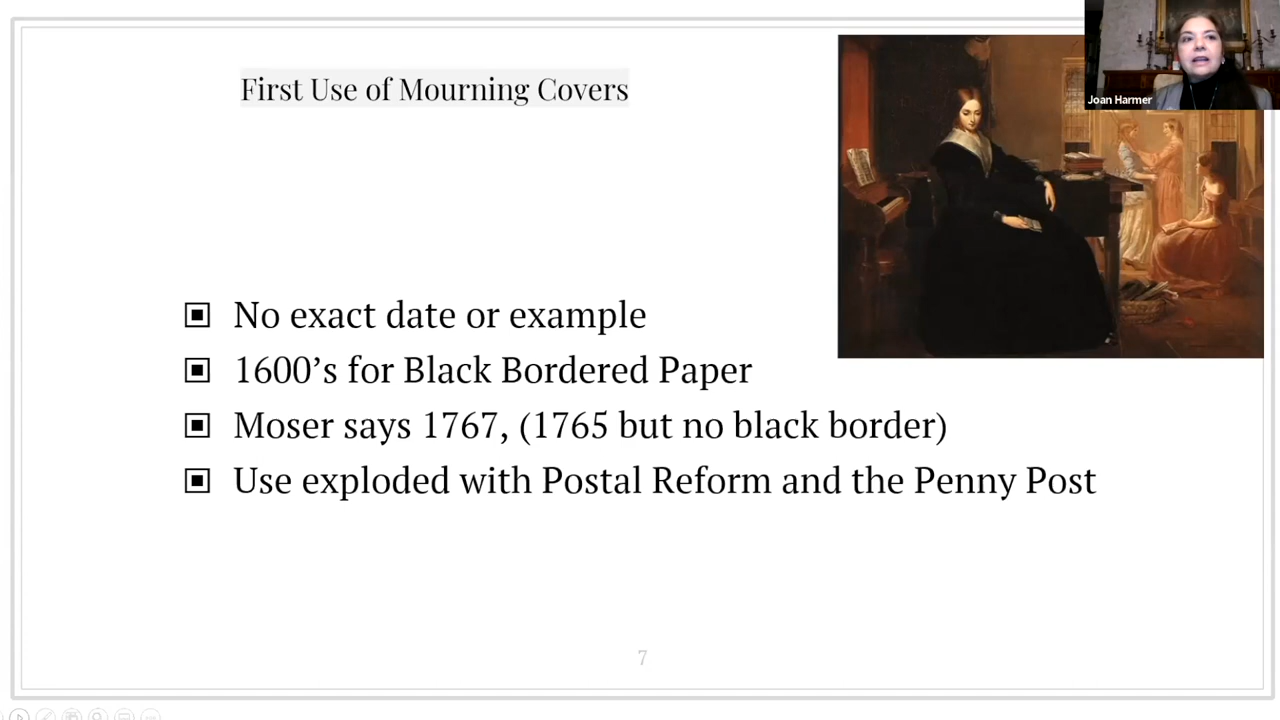 First Use of Mourning Covers
Joan Harmer
No exact date or example
1600’s for Black Bordered Paper
Moser says 1767, (1765 but no black border)
Use exploded with Postal Reform and the Penny Post
7